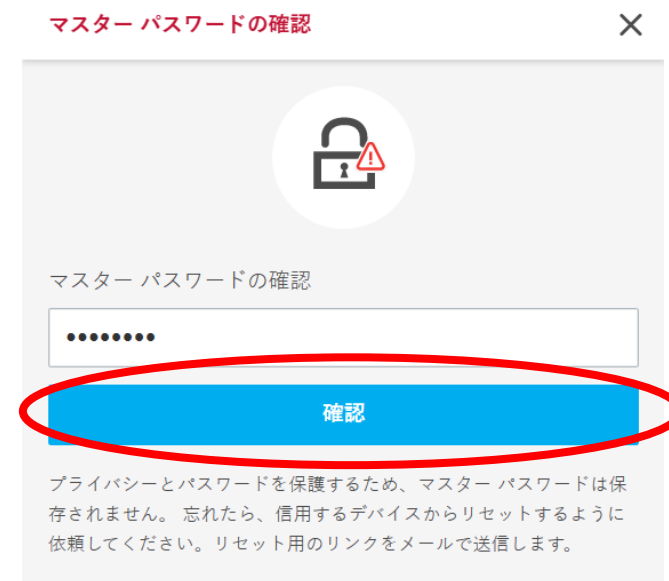 マスター パスワードの確認
マスター パスワードの確認
••••••••
確認
プライバシーとパスワードを保護するため、マスター パスワードは保
存されません。 忘れたら、信用するデバイスからリセットするように
依頼してください。リセット用のリンクをメールで送信します。